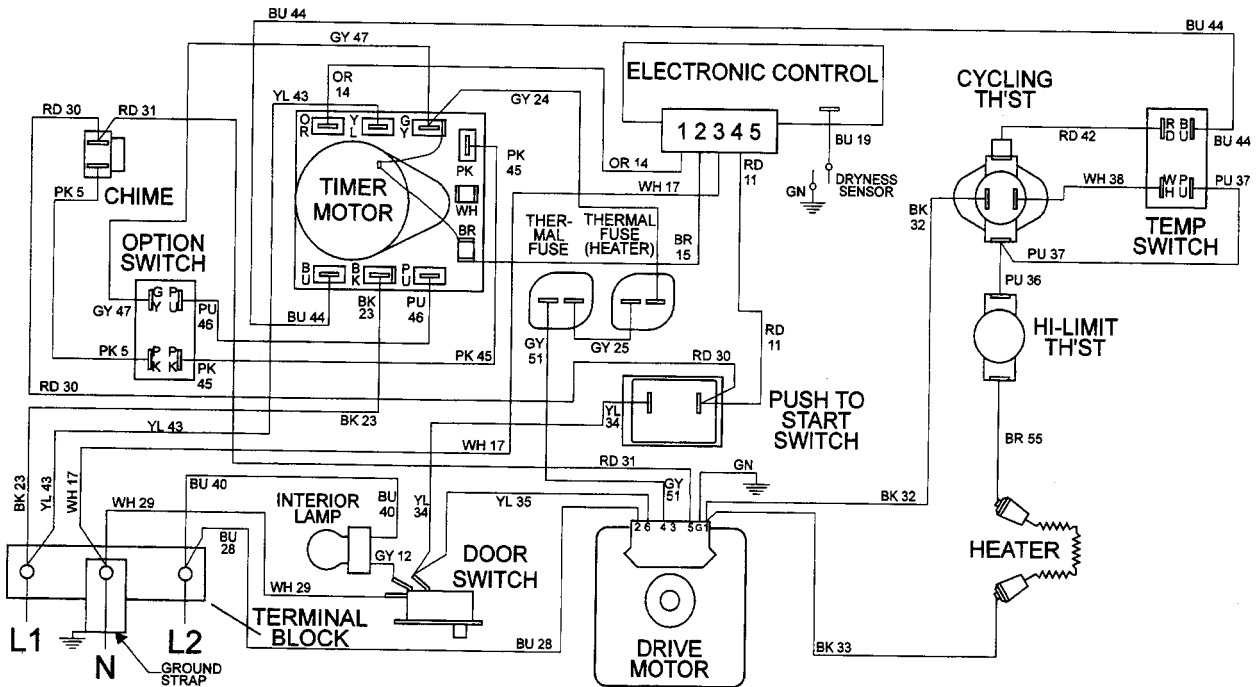 BU 44
BU 44
GY 47
OR
14
ELECTRONIC CONTROL
CYCLING
TH'ST
RD 30
RD 31
YL 43
GY 24
O
R
Y
L
G
Y
1 2 3 4 5
BU 19
RD 42
R
D
B
U
BU 44
PK
PK
45
OR 14
RD
11
DRYNESS
SENSOR
GN
PK 5
CHIME
TIMER
MOTOR
WH
WH 17
WH 38
W
H
P
U
PU 37
BK
32
THER-
MAL
FUSE
THERMAL
FUSE
(HEATER)
BR
BR
15
TEMP
SWITCH
OPTION
SWITCH
PU 37
B
U
B
K
P
U
PU 36
G
Y
P
U
GY 47
PU
46
BU 44
BK
23
PU
46
GY
51
GY 25
RD
11
HI-LIMIT
TH'ST
PK 5
P
K
P
K
PK
45
PK 45
RD 30
RD 30
YL
34
PUSH TO
START
SWITCH
BK 23
YL 43
WH 17
BR 55
RD 31
GN
BK 23
YL 43
WH 17
BU 40
WH 29
INTERIOR
LAMP
BU
40
YL
34
YL 35
GY
51
BK 32
BU
28
2 6 4 3 5 G 1
GY 12
DOOR
SWITCH
HEATER
WH 29
TERMINAL
BLOCK
L1
N
L2
GROUND
STRAP
BU 28
DRIVE
MOTOR
BK 33